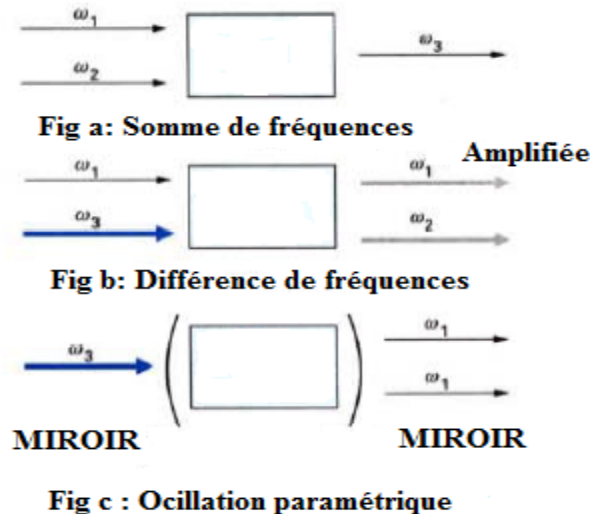 ω₁
ω₂
ω₃
Fig a: Somme de fréquences
Amplifiée
ω₁
ω₃
ω₁
ω₂
Fig b: Différence de fréquences
ω₃
ω₁
ω₁
MIROIR
MIROIR
Fig c : Ocillation paramétrique